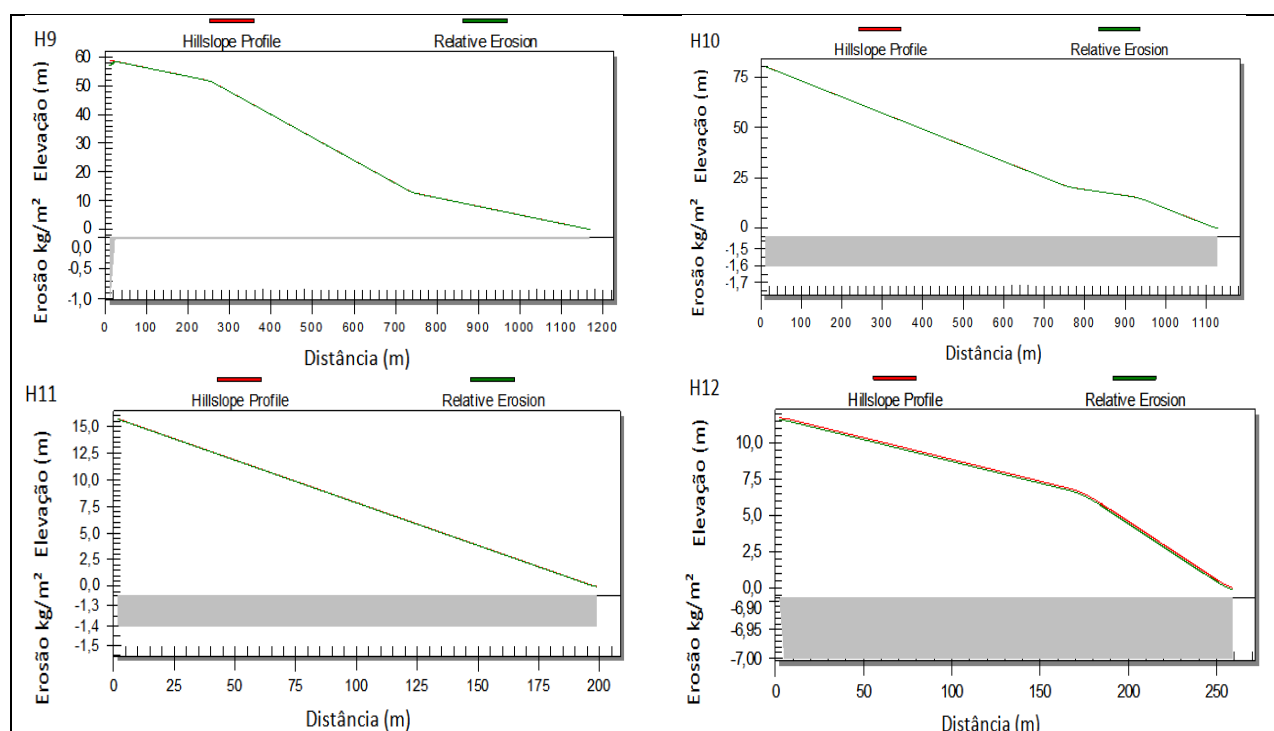 H9
Hillslope Profile Relative Erosion
Erosão kg/m² Elevação (m)
60
50
40
30
20
10
0
0,0
-0,5
-1,0
0 100 200 300 400 500 600 700 800 900 1000 1100 1200
Distância (m)
H10
Hillslope Profile Relative Erosion
Erosão kg/m² Elevação (m)
75
50
25
0
-1,5
-1,6
-1,7
0 100 200 300 400 500 600 700 800 900 1000 1100
Distância (m)
H11
Hillslope Profile Relative Erosion
Erosão kg/m² Elevação (m)
15,0
12,5
10,0
7,5
5,0
2,5
0,0
-1,3
-1,4
-1,5
0 25 50 75 100 125 150 175 200
Distância (m)
H12
Hillslope Profile Relative Erosion
Erosão kg/m² Elevação (m)
10,0
7,5
5,0
2,5
0,0
-6,90
-6,95
-7,00
0 50 100 150 200 250
Distância (m)